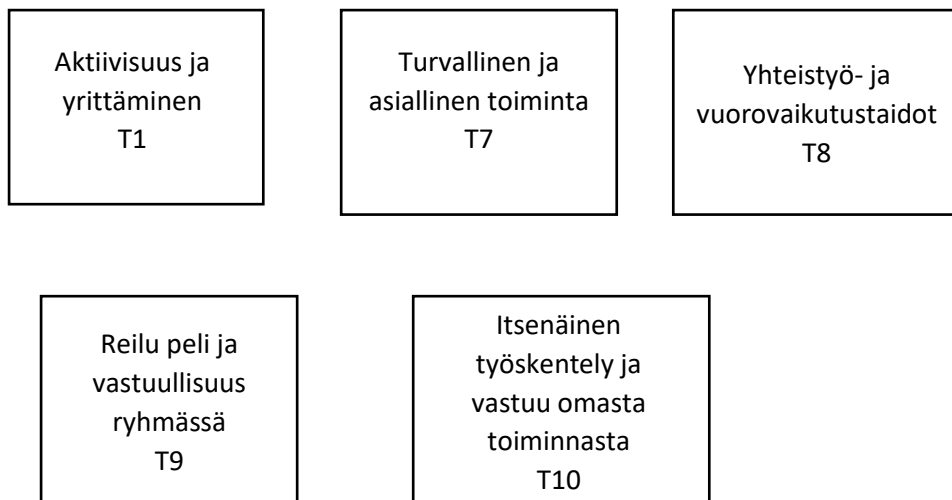 Aktiivisuus ja
yrittäminen
T1
Turvallinen ja
asiallinen toiminta
T7
Yhteistyö- ja
vuorovaikutustaidot
T8
Reilu peli ja
vastuullisuus
ryhmässä
T9
Itsenäinen
työskentely ja
vastuu omasta
toiminnasta
T10